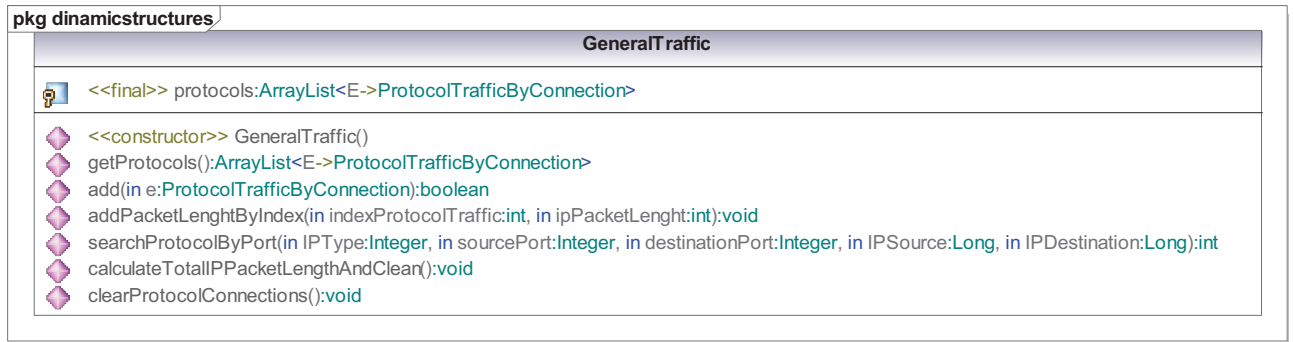 pkg dinamicstructures
GeneralTraffic
<<final>> protocols:ArrayList<E->ProtocolTrafficByConnection>
<<constructor>> GeneralTraffic()
getProtocols():ArrayList<E->ProtocolTrafficByConnection>
add(in e:ProtocolTrafficByConnection):boolean
addPacketLenghtByIndex(in indexProtocolTraffic:int, in ipPacketLenght:int):void
searchProtocolByPort(in IPType:Integer, in sourcePort:Integer, in destinationPort:Integer, in IPSource:Long, in IPDestination:Long):int
calculateTotalIPPacketLengthAndClean():void
clearProtocolConnections():void